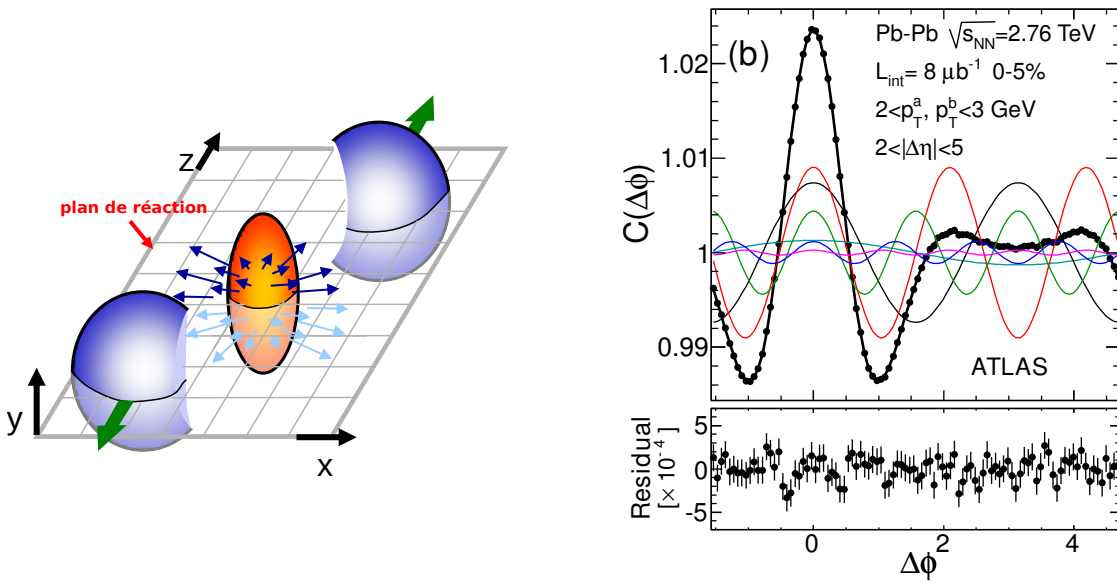 z
plan de réaction
y
x
(b)
Pb-Pb √sNN=2.76 TeV
Lint= 8 μb-1 0-5%
2<pTa, pTb<3 GeV
2<|Δη|<5
ATLAS
C(Δϕ)
1.02
1.01
1
0.99
Residual
[× 10-4 ]
5
0
-5
0
2
4
Δϕ